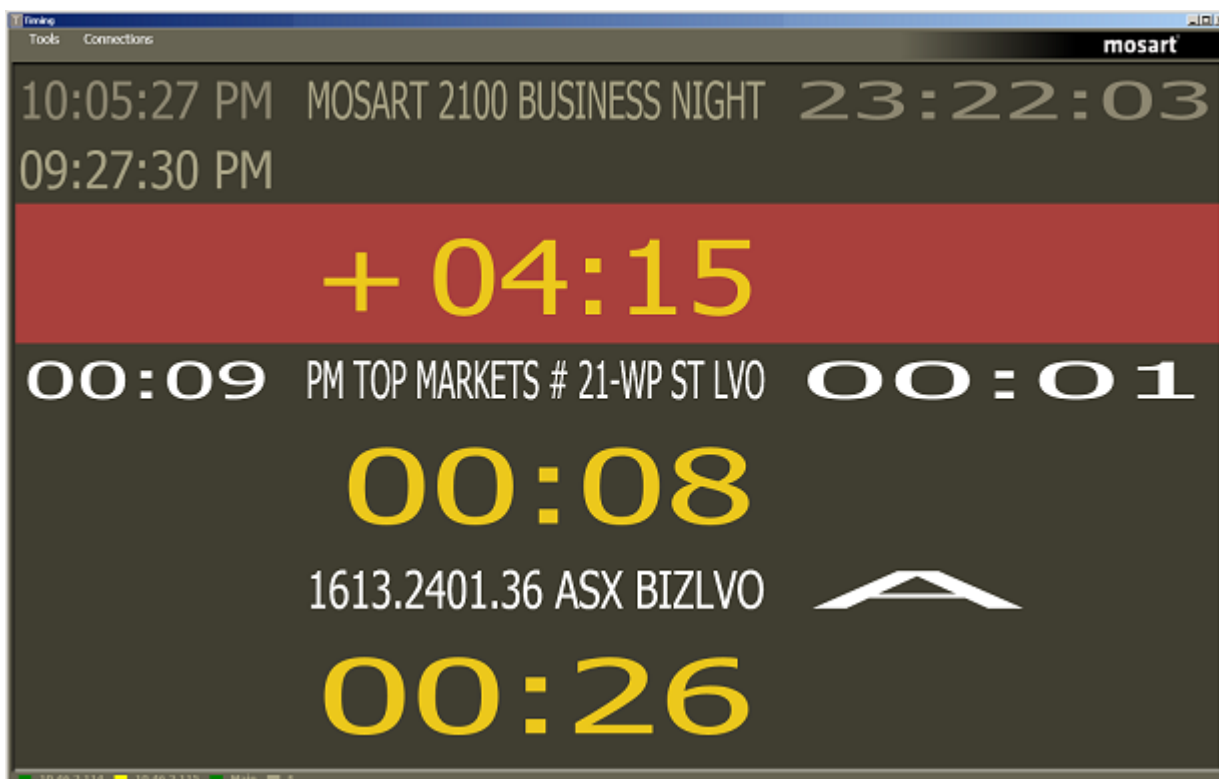 Timing
Tools Connections
mosart
10:05:27 PM MOSART 2100 BUSINESS NIGHT 23:22:03
09:27:30 PM
+ 04:15
00:09 PM TOP MARKETS # 21-WP ST LVO 00:01
00:08
1613.2401.36 ASX BIZLVO A
00:26